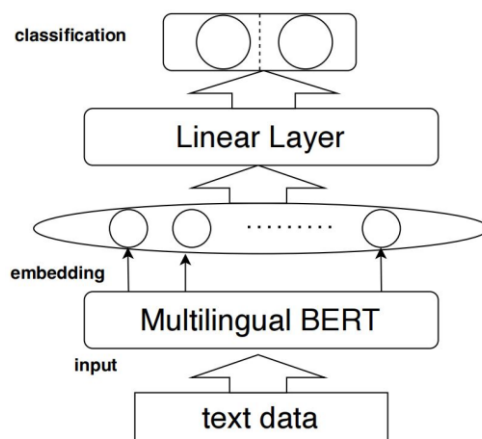 classification
Linear Layer
.........
embedding
Multilingual BERT
input
text data